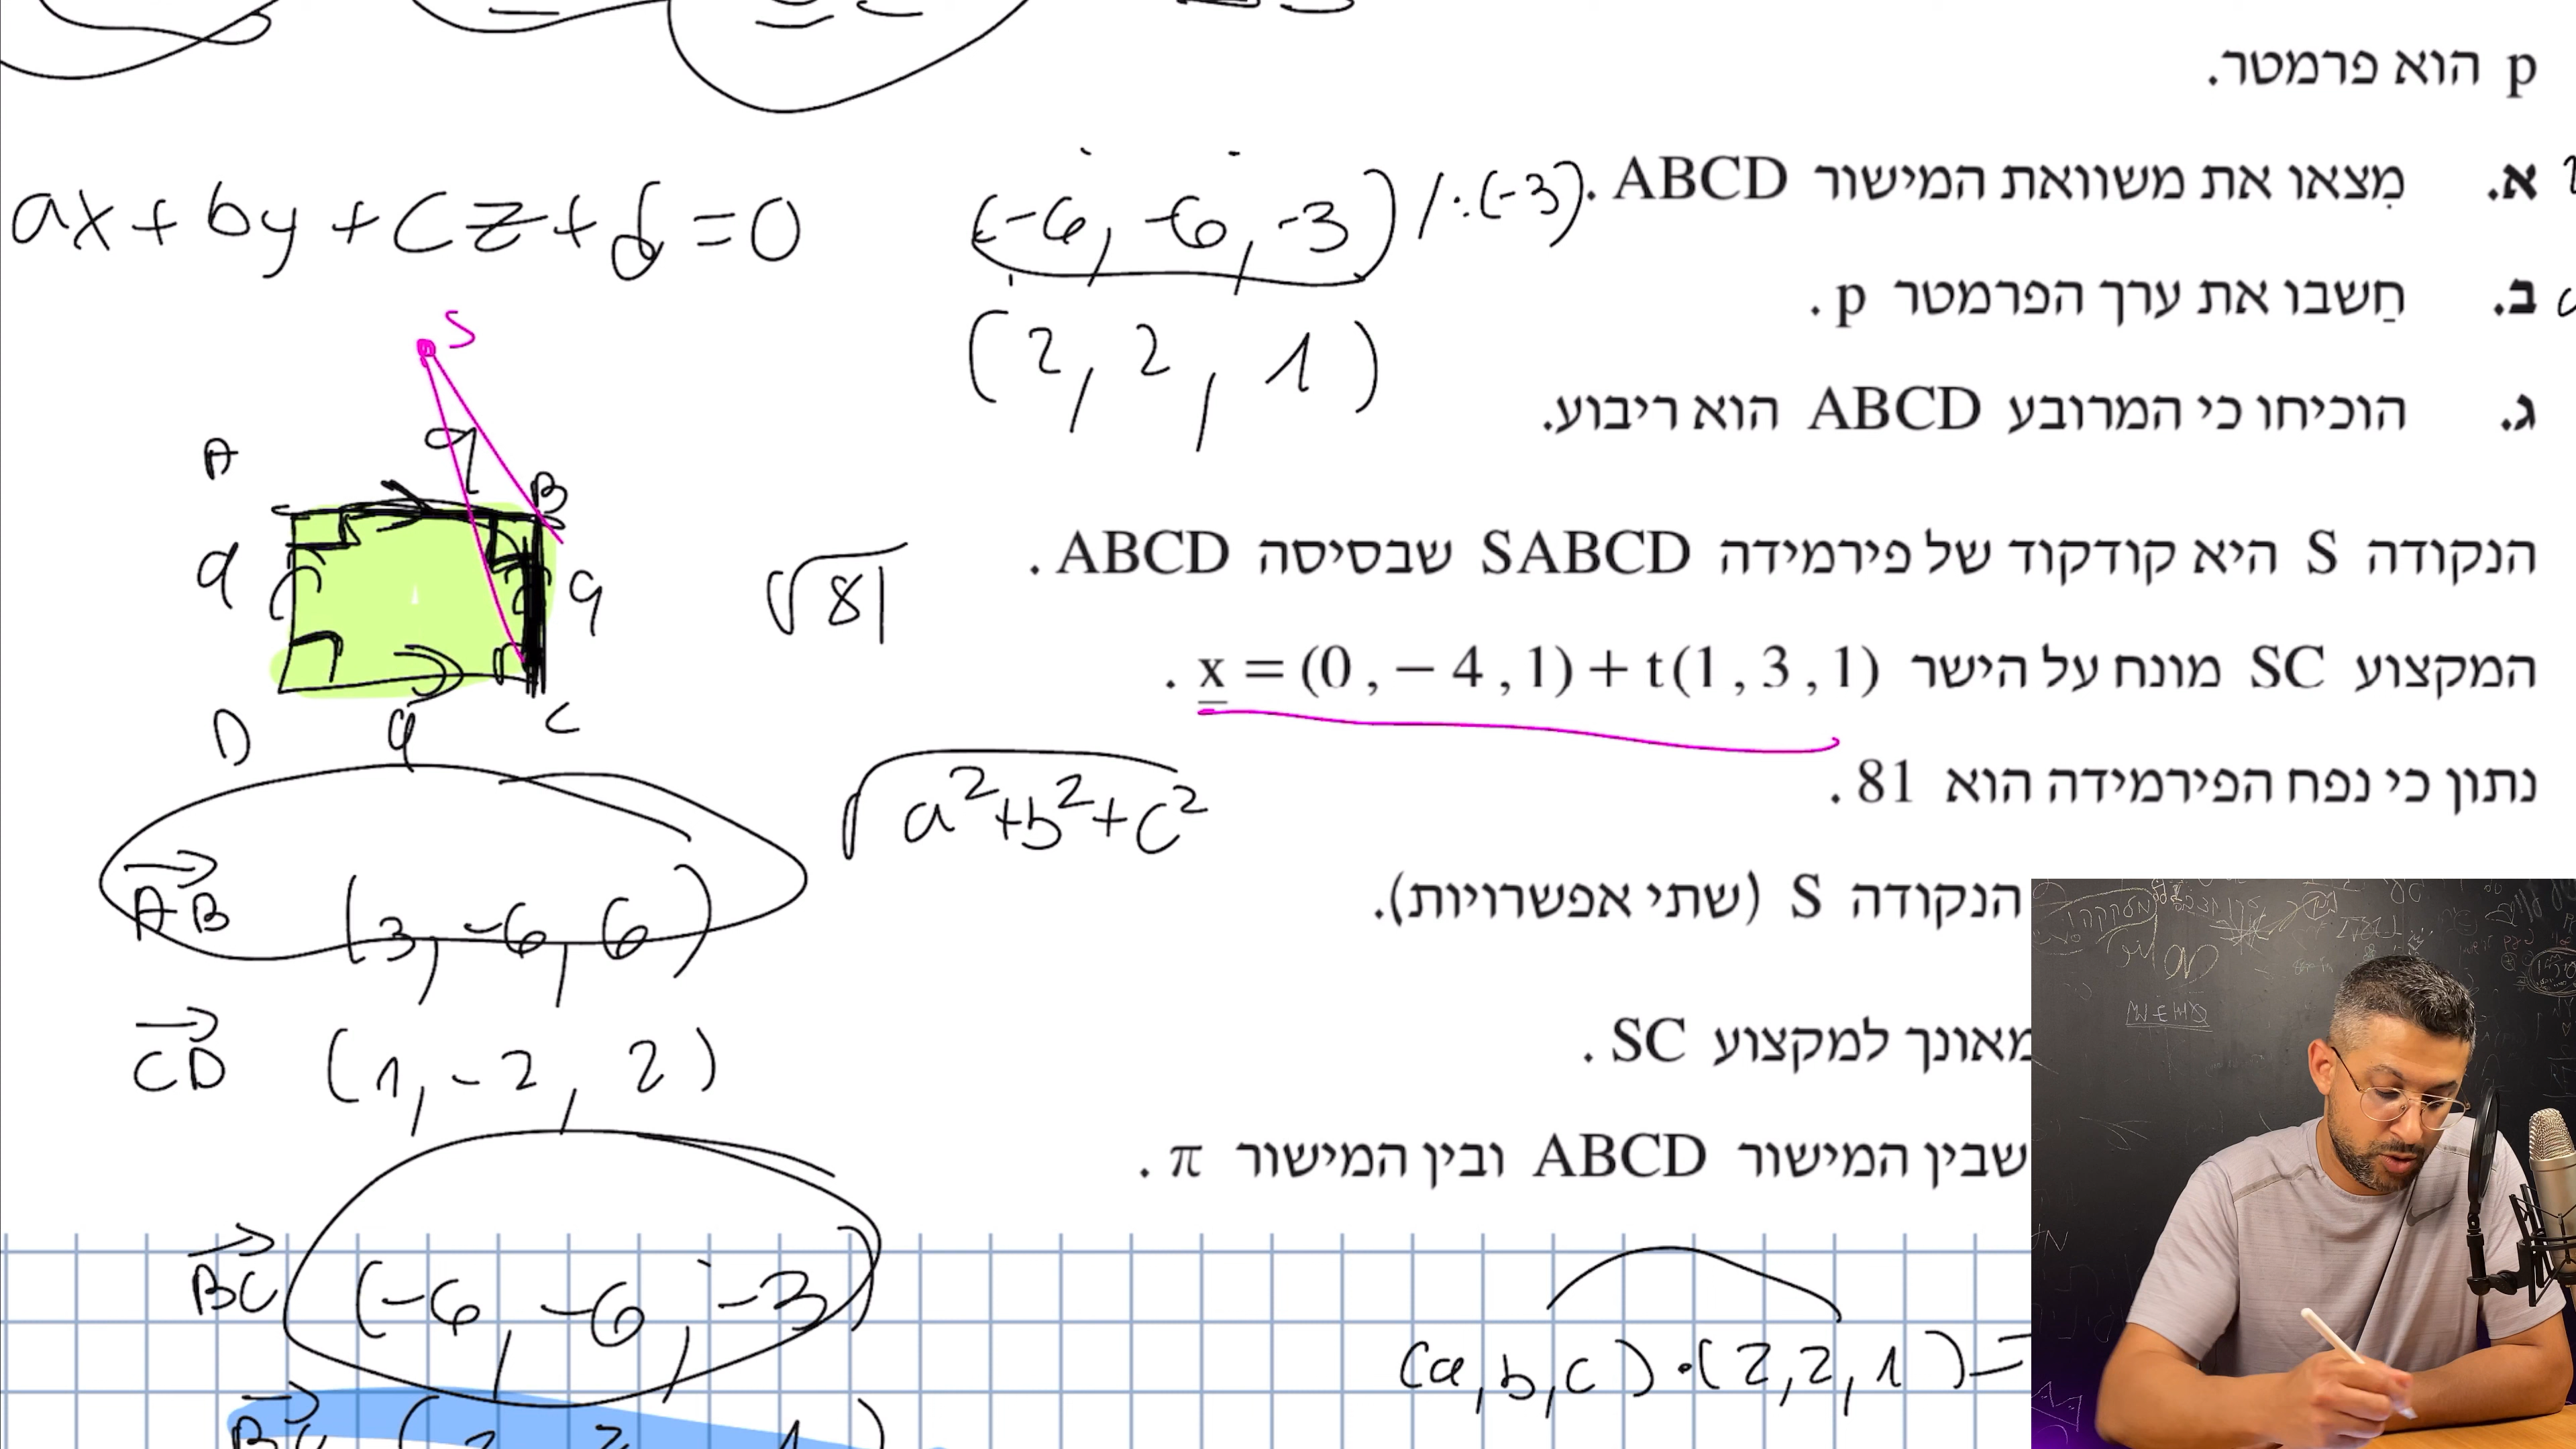 p הוא פרמטר.
א. מִצאו את משוואת המישור ABCD.
ב. חַשבו את ערך הפרמטר p.
ג. הוכיחו כי המרובע ABCD הוא ריבוע.
הנקודה S היא קודקוד של פירמידה SABCD שבסיסה ABCD.
המקצוע SC מונח על הישר x = (0, −4, 1) + t(1, 3, 1).
נתון כי נפח הפירמידה הוא 81.
הנקודה S (שתי אפשרויות).
מאונך למקצוע SC.
שבין המישור ABCD ובין המישור π.
ax + by + cz + d = 0
(-6, -6, -3) /:(-3)
(2, 2, 1)
S
9
A
B
9
9
D
9
C
√81
√a²+b²+c²
AB (3, -6, 6)
CD (1, -2, 2)
BC (-6, -6, -3)
(a, b, c)·(2, 2, 1) =